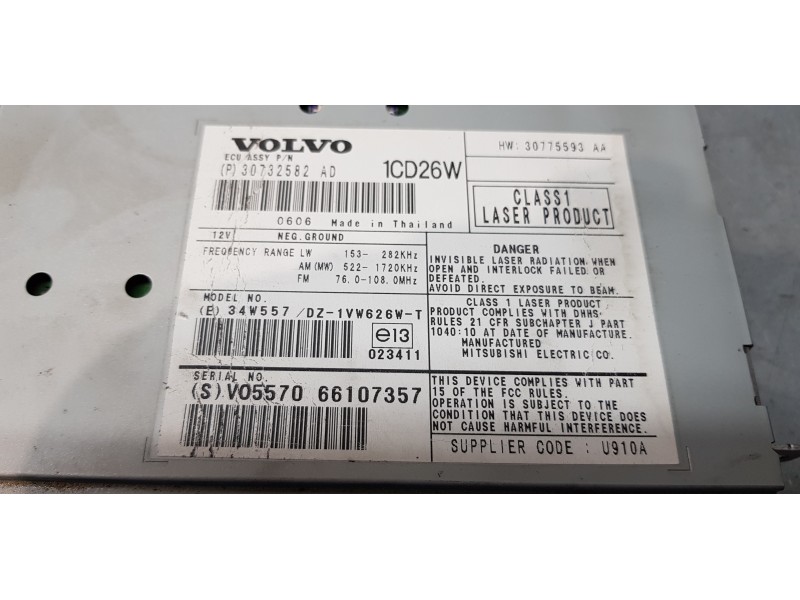 VOLVO
ECU ASSY P/N
(P) 30732582 AD
1CD26W
0606 Made in Thailand
12V NEG.GROUND
FREQUENCY RANGE LW 153- 282KHz
AM (MW) 522- 1720KHz
FM 76.0-108.0MHz
MODEL NO.
(E) 34W557 /DZ-1VW626W-T
e13
023411
SERIAL NO.
(S) VO5570 66107357
HW: 30775593 AA
CLASS1
LASER PRODUCT
DANGER
INVISIBLE LASER RADIATION WHEN
OPEN AND INTERLOCK FAILED OR
DEFEATED.
AVOID DIRECT EXPOSURE TO BEAM.
CLASS 1 LASER PRODUCT
PRODUCT COMPLIES WITH DHHS
RULES 21 CFR SUBCHAPTER J PART
1040:10 AT DATE OF MANUFACTURE.
MANUFACTURED
MITSUBISHI ELECTRIC CO.
THIS DEVICE COMPLIES WITH PART
15 OF THE FCC RULES.
OPERATION IS SUBJECT TO THE
CONDITION THAT THIS DEVICE DOES
NOT CAUSE HARMFUL INTERFERENCE.
SUPPLIER CODE : U910A